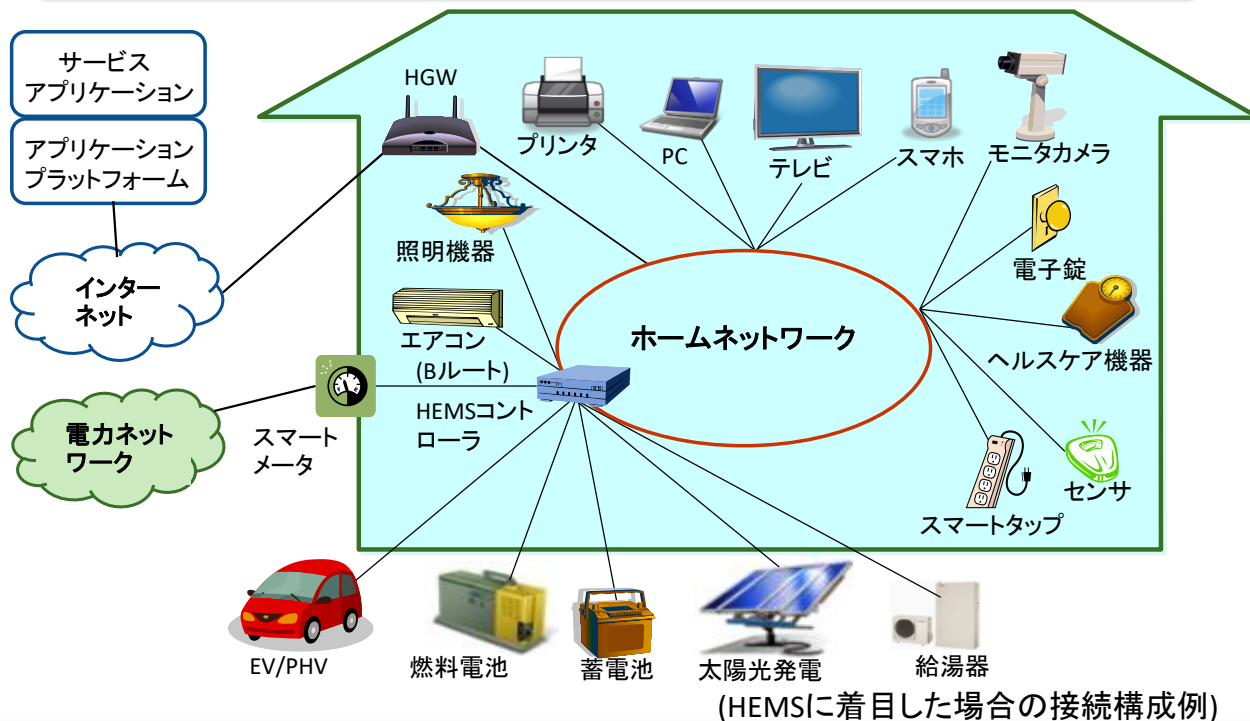 サービス
アプリケーション
アプリケーション
プラットフォーム
インター
ネット
電力ネット
ワーク
スマート
メータ
HGW
プリンタ
PC
テレビ
スマホ
モニタカメラ
照明機器
電子錠
エアコン
(Bルート)
HEMSコント
ローラ
ホームネットワーク
ヘルスケア機器
センサ
スマートタップ
EV/PHV
燃料電池
蓄電池
太陽光発電
給湯器
(HEMSに着目した場合の接続構成例)